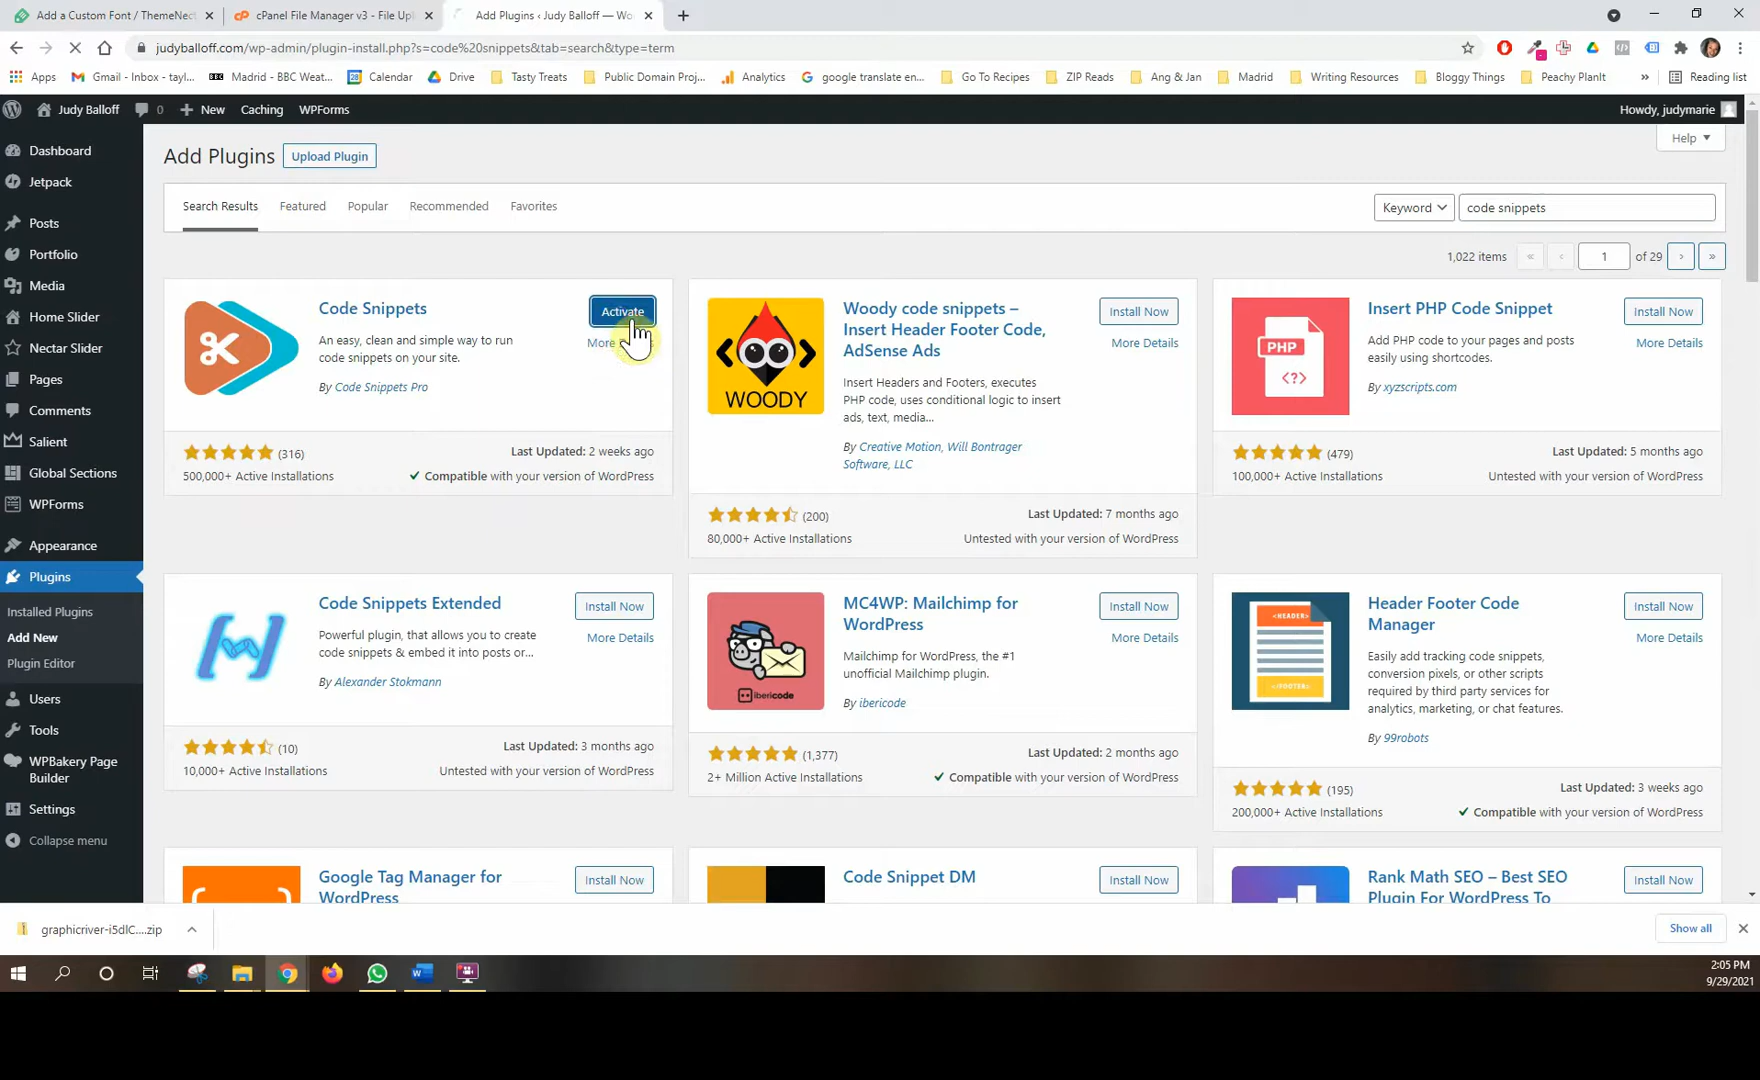 Add a Custom Font / ThemeNect
cPanel File Manager v3 - File Upl
Add Plugins ‹ Judy Balloff — Wo
judyballoff.com/wp-admin/plugin-install.php?s=code%20snippets&tab=search&type=term
Apps
Gmail - Inbox - tayl...
Madrid - BBC Weat...
Calendar
Drive
Tasty Treats
Public Domain Proj...
Analytics
google translate en...
Go To Recipes
ZIP Reads
Ang & Jan
Madrid
Writing Resources
Bloggy Things
Peachy PlanIt
»
Reading list
Judy Balloff
0
New
Caching
WPForms
Howdy, judymarie
Dashboard
Jetpack
Posts
Portfolio
Media
Home Slider
Nectar Slider
Pages
Comments
Salient
Global Sections
WPForms
Appearance
Plugins
Installed Plugins
Add New
Plugin Editor
Users
Tools
WPBakery Page
Builder
Settings
Collapse menu
Help
Add Plugins
Upload Plugin
Search Results
Featured
Popular
Recommended
Favorites
Keyword
code snippets
1,022 items
«
‹
1
of 29
›
»
Code Snippets
Activate
More
An easy, clean and simple way to run
code snippets on your site.
By Code Snippets Pro
(316)
Last Updated: 2 weeks ago
500,000+ Active Installations
Compatible with your version of WordPress
WOODY
Woody code snippets –
Insert Header Footer Code,
AdSense Ads
Install Now
More Details
Insert Headers and Footers, executes
PHP code, uses conditional logic to insert
ads, text, media...
By Creative Motion, Will Bontrager
Software, LLC
(200)
Last Updated: 7 months ago
80,000+ Active Installations
Untested with your version of WordPress
PHP
<?>
Insert PHP Code Snippet
Install Now
More Details
Add PHP code to your pages and posts
easily using shortcodes.
By xyzscripts.com
(479)
Last Updated: 5 months ago
100,000+ Active Installations
Untested with your version of WordPress
Code Snippets Extended
Install Now
More Details
Powerful plugin, that allows you to create
code snippets & embed it into posts or...
By Alexander Stokmann
(10)
Last Updated: 3 months ago
10,000+ Active Installations
Untested with your version of WordPress
ibericode
MC4WP: Mailchimp for
WordPress
Install Now
More Details
Mailchimp for WordPress, the #1
unofficial Mailchimp plugin.
By ibericode
(1,377)
Last Updated: 2 months ago
2+ Million Active Installations
Compatible with your version of WordPress
<HEADER>
</FOOTER>
Header Footer Code
Manager
Install Now
More Details
Easily add tracking code snippets,
conversion pixels, or other scripts
required by third party services for
analytics, marketing, or chat features.
By 99robots
(195)
Last Updated: 3 weeks ago
200,000+ Active Installations
Compatible with your version of WordPress
Google Tag Manager for
WordPress
Install Now
Code Snippet DM
Install Now
Rank Math SEO – Best SEO
Plugin For WordPress To
Install Now
graphicriver-i5dlC....zip
Show all
2:05 PM
9/29/2021